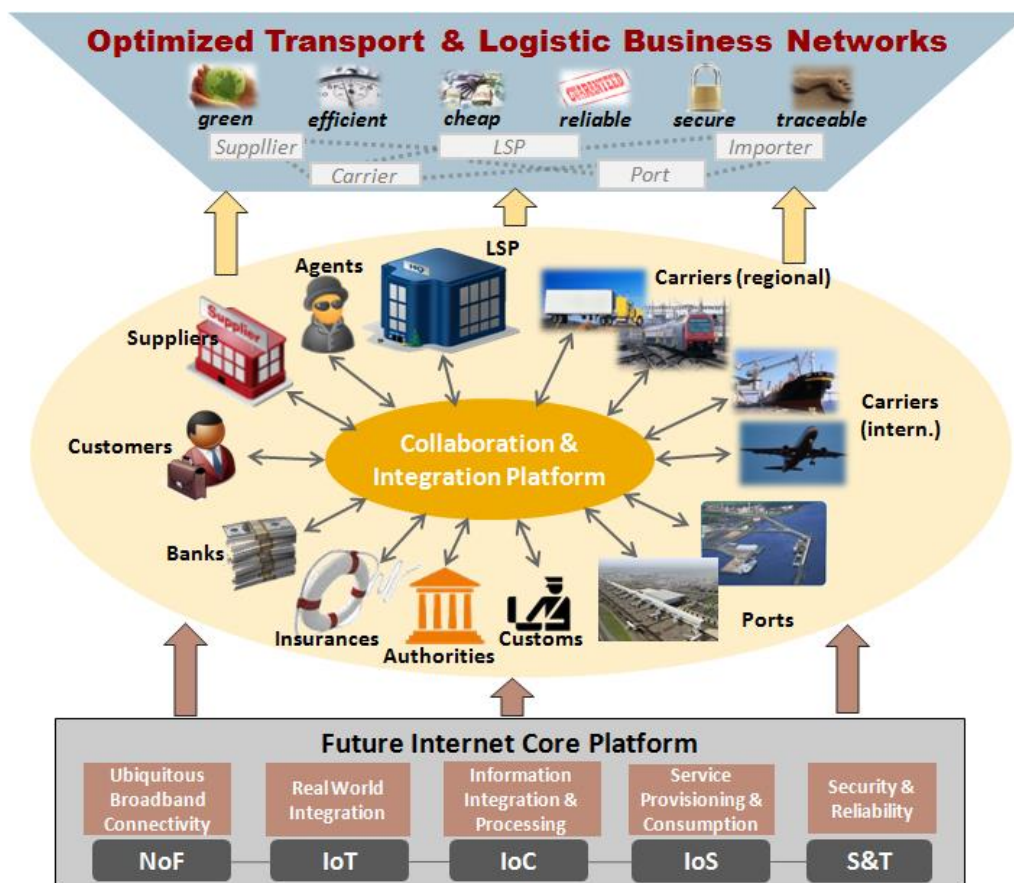 Optimized Transport & Logistic Business Networks
GUARANTEED
green efficient cheap reliable secure traceable
Suppllier LSP Importer
Carrier Port
LSP
Agents
HQ
Carriers (regional)
Supplier
Suppliers
Carriers
(intern.)
Customers
Collaboration &
Integration Platform
Banks
Insurances
Authorities
Customs
Ports
Future Internet Core Platform
Ubiquitous
Broadband
Connectivity
Real World
Integration
Information
Integration &
Processing
Service
Provisioning &
Consumption
Security &
Reliability
NoF IoT IoC IoS S&T